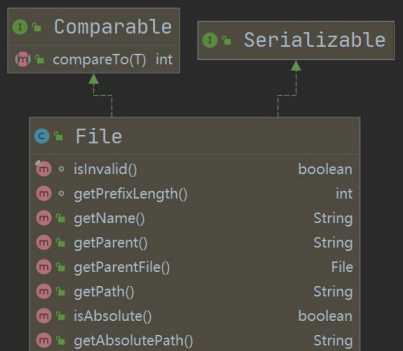 Comparable
compareTo(T) int
Serializable
File
isInvalid() boolean
getPrefixLength() int
getName() String
getParent() String
getParentFile() File
getPath() String
isAbsolute() boolean
getAbsolutePath() String